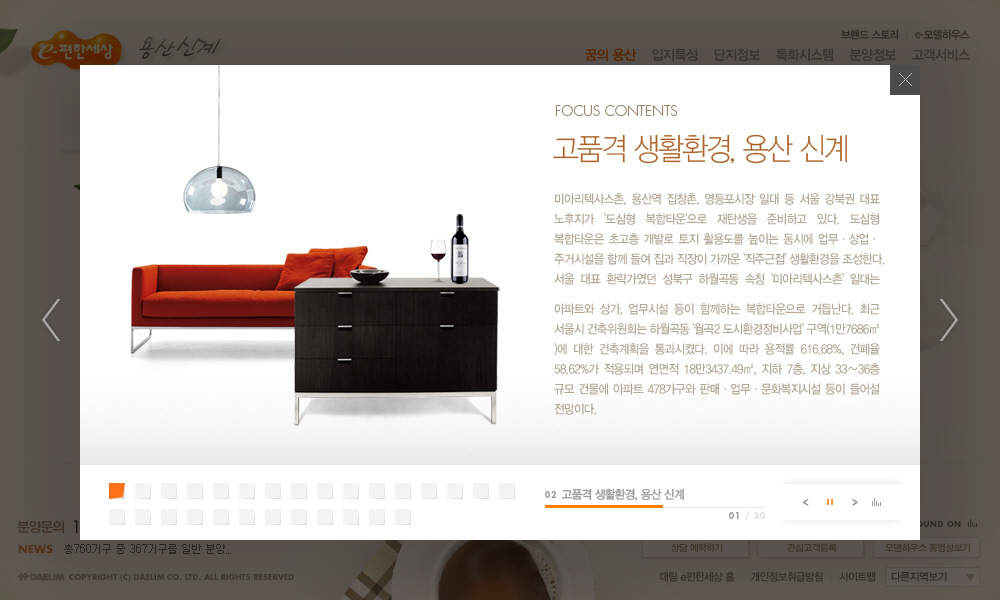 브랜드 스토리 e-모델하우스
e-편한세상 용산신계
꿈의 용산 입지특성 단지정보 특화시스템 분양정보 고객서비스
FOCUS CONTENTS
고품격 생활환경, 용산 신계
미아리텍사스촌, 용산역 집창촌, 영등포시장 일대 등 서울 강북권 대표
노후지가 '도심형 복합타운'으로 재탄생을 준비하고 있다. 도심형
복합타운은 초고층 개발로 토지 활용도를 높이는 동시에 업무 · 상업 ·
주거시설을 함께 들여 집과 직장이 가까운 '직주근접' 생활환경을 조성한다.
서울 대표 환락가였던 성북구 하월곡동 속칭 '미아리텍사스촌' 일대는
아파트와 상가, 업무시설 등이 함께하는 복합타운으로 거듭난다. 최근
서울시 건축위원회는 하월곡동 '월곡2 도시환경정비사업' 구역(1만7686㎡
)에 대한 건축계획을 통과시켰다. 이에 따라 용적률 616.68%, 건폐율
58.62%가 적용되며 연면적 18만3437.49㎡, 지하 7층, 지상 33~36층
규모 건물에 아파트 478가구와 판매 · 업무 · 문화복지시설 등이 들어설
전망이다.
02 고품격 생활환경, 용산 신계
01 / 30
분양문의 1
OUND ON
NEWS 총760가구 중 367가구를 일반 분양...
상담 예약하기 관심고객등록 모델하우스 동영상보기
DAELIM COPYRIGHT (C) DAELIM CO. LTD. ALL RIGHTS RESERVED
대림 e편한세상 홈 개인정보취급방침 사이트맵 다른지역보기